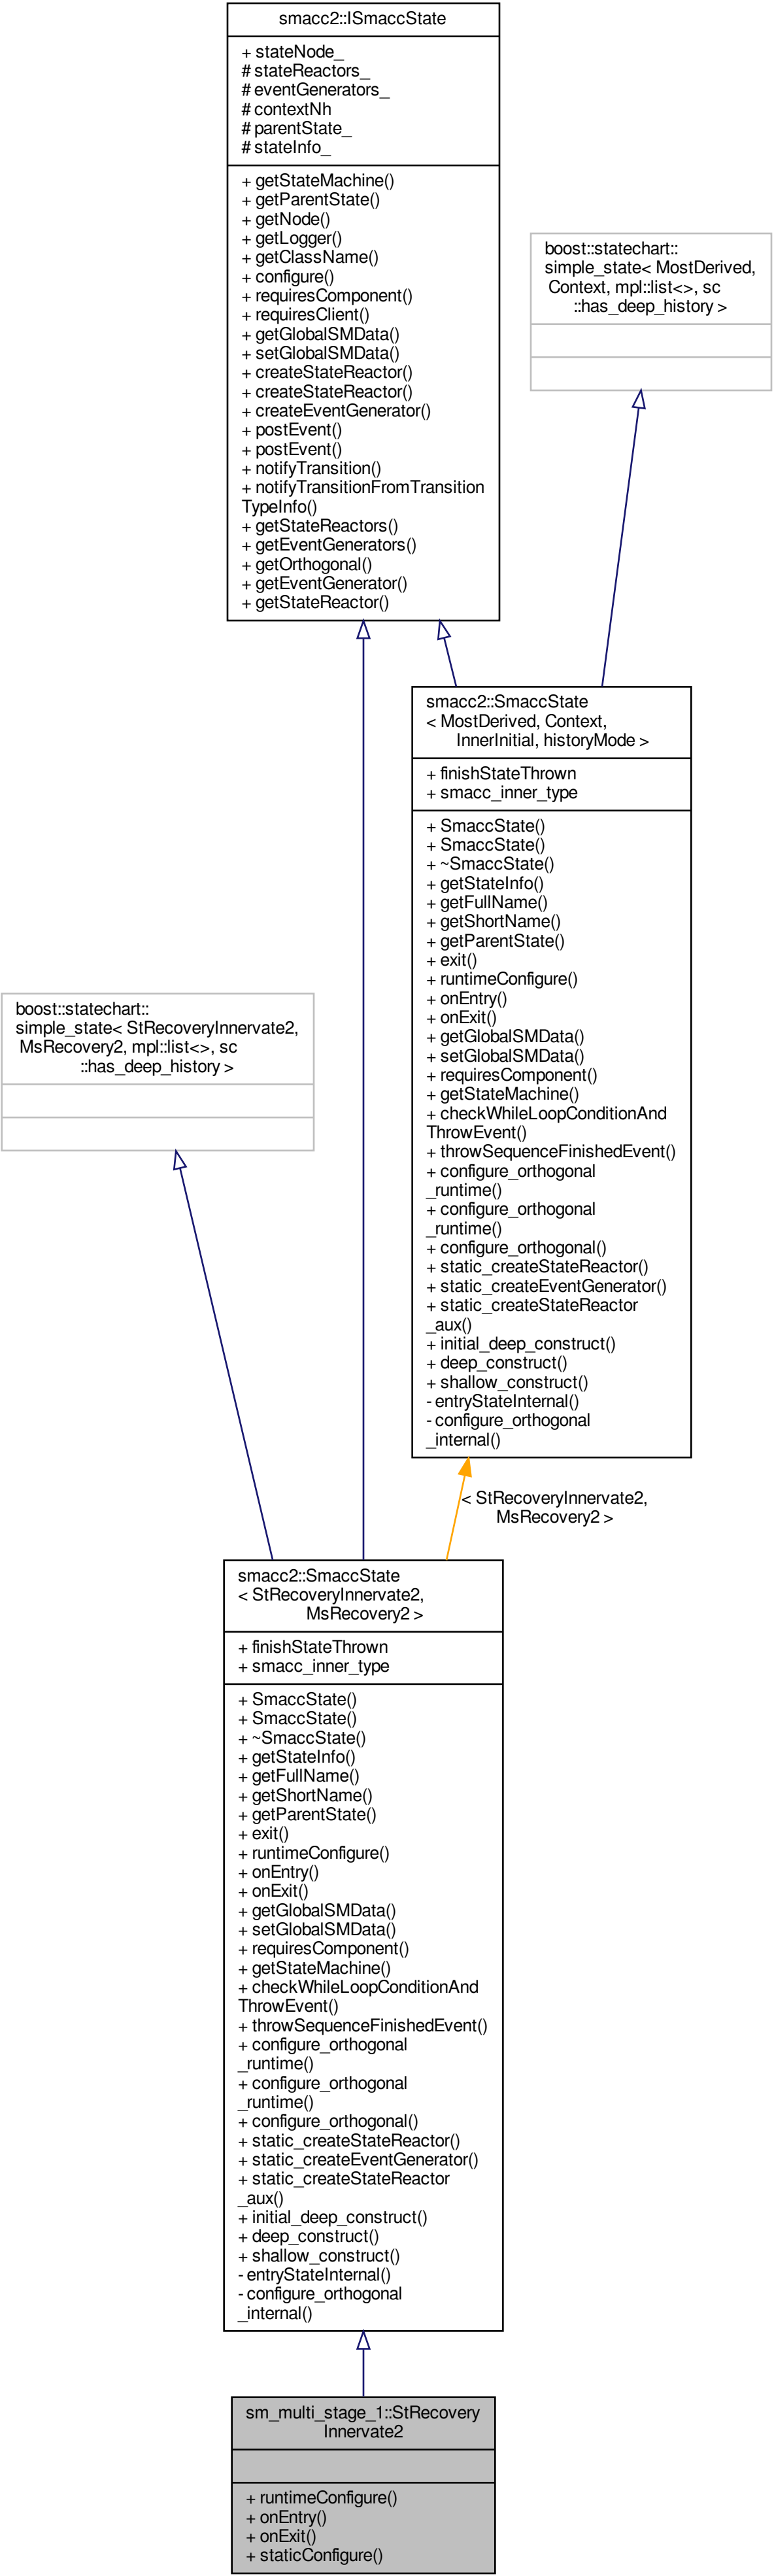 smacc2::ISmaccState
+ stateNode_
# stateReactors_
# eventGenerators_
# contextNh
# parentState_
# stateInfo_
+ getStateMachine()
+ getParentState()
+ getNode()
+ getLogger()
+ getClassName()
+ configure()
+ requiresComponent()
+ requiresClient()
+ getGlobalSMData()
+ setGlobalSMData()
+ createStateReactor()
+ createStateReactor()
+ createEventGenerator()
+ postEvent()
+ postEvent()
+ notifyTransition()
+ notifyTransitionFromTransition
TypeInfo()
+ getStateReactors()
+ getEventGenerators()
+ getOrthogonal()
+ getEventGenerator()
+ getStateReactor()
boost::statechart::
simple_state< MostDerived,
Context, mpl::list<>, sc
::has_deep_history >
smacc2::SmaccState
< MostDerived, Context,
InnerInitial, historyMode >
+ finishStateThrown
+ smacc_inner_type
+ SmaccState()
+ SmaccState()
+ ~SmaccState()
+ getStateInfo()
+ getFullName()
+ getShortName()
+ getParentState()
+ exit()
+ runtimeConfigure()
+ onEntry()
+ onExit()
+ getGlobalSMData()
+ setGlobalSMData()
+ requiresComponent()
+ getStateMachine()
+ checkWhileLoopConditionAnd
ThrowEvent()
+ throwSequenceFinishedEvent()
+ configure_orthogonal
_runtime()
+ configure_orthogonal
_runtime()
+ configure_orthogonal()
+ static_createStateReactor()
+ static_createEventGenerator()
+ static_createStateReactor
_aux()
+ initial_deep_construct()
+ deep_construct()
+ shallow_construct()
- entryStateInternal()
- configure_orthogonal
_internal()
boost::statechart::
simple_state< StRecoveryInnervate2,
MsRecovery2, mpl::list<>, sc
::has_deep_history >
< StRecoveryInnervate2,
MsRecovery2 >
smacc2::SmaccState
< StRecoveryInnervate2,
MsRecovery2 >
+ finishStateThrown
+ smacc_inner_type
+ SmaccState()
+ SmaccState()
+ ~SmaccState()
+ getStateInfo()
+ getFullName()
+ getShortName()
+ getParentState()
+ exit()
+ runtimeConfigure()
+ onEntry()
+ onExit()
+ getGlobalSMData()
+ setGlobalSMData()
+ requiresComponent()
+ getStateMachine()
+ checkWhileLoopConditionAnd
ThrowEvent()
+ throwSequenceFinishedEvent()
+ configure_orthogonal
_runtime()
+ configure_orthogonal
_runtime()
+ configure_orthogonal()
+ static_createStateReactor()
+ static_createEventGenerator()
+ static_createStateReactor
_aux()
+ initial_deep_construct()
+ deep_construct()
+ shallow_construct()
- entryStateInternal()
- configure_orthogonal
_internal()
sm_multi_stage_1::StRecovery
Innervate2
+ runtimeConfigure()
+ onEntry()
+ onExit()
+ staticConfigure()